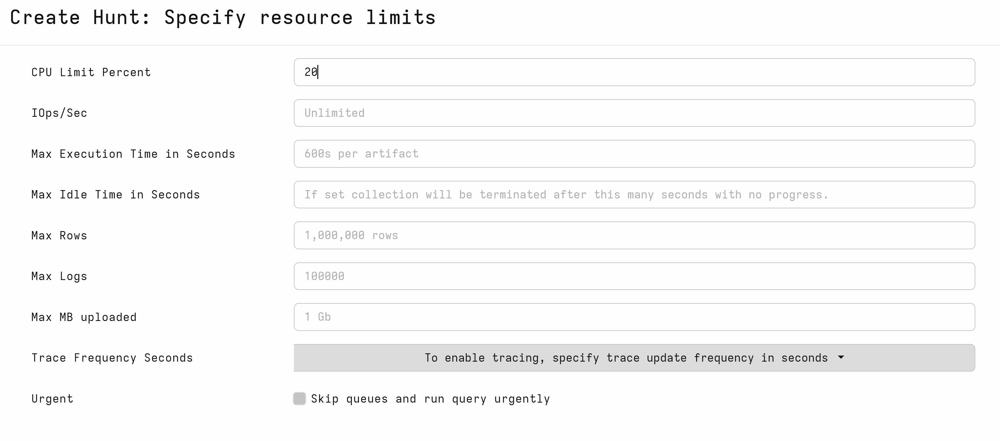 Create Hunt: Specify resource limits
CPU Limit Percent 20
IOps/Sec Unlimited
Max Execution Time in Seconds 600s per artifact
Max Idle Time in Seconds If set collection will be terminated after this many seconds with no progress.
Max Rows 1,000,000 rows
Max Logs 100000
Max MB uploaded 1 Gb
Trace Frequency Seconds To enable tracing, specify trace update frequency in seconds
Urgent Skip queues and run query urgently